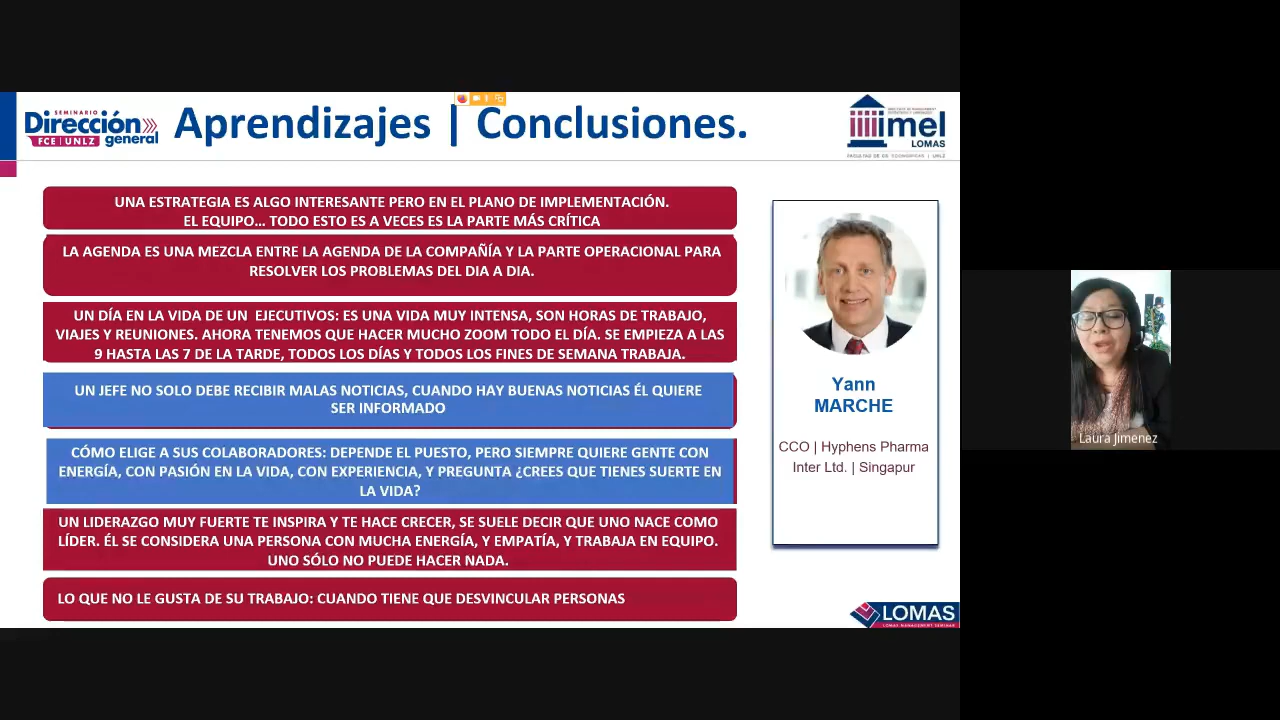 SEMINARIO
Dirección
FCE | UNLZ general
Aprendizajes | Conclusiones.
imel
LOMAS
UNA ESTRATEGIA ES ALGO INTERESANTE PERO EN EL PLANO DE IMPLEMENTACIÓN.
EL EQUIPO... TODO ESTO ES A VECES ES LA PARTE MÁS CRÍTICA
LA AGENDA ES UNA MEZCLA ENTRE LA AGENDA DE LA COMPAÑÍA Y LA PARTE OPERACIONAL PARA
RESOLVER LOS PROBLEMAS DEL DIA A DIA.
UN DÍA EN LA VIDA DE UN EJECUTIVOS: ES UNA VIDA MUY INTENSA, SON HORAS DE TRABAJO,
VIAJES Y REUNIONES. AHORA TENEMOS QUE HACER MUCHO ZOOM TODO EL DÍA. SE EMPIEZA A LAS
9 HASTA LAS 7 DE LA TARDE, TODOS LOS DÍAS Y TODOS LOS FINES DE SEMANA TRABAJA.
UN JEFE NO SOLO DEBE RECIBIR MALAS NOTICIAS, CUANDO HAY BUENAS NOTICIAS ÉL QUIERE
SER INFORMADO
CÓMO ELIGE A SUS COLABORADORES: DEPENDE EL PUESTO, PERO SIEMPRE QUIERE GENTE CON
ENERGÍA, CON PASIÓN EN LA VIDA, CON EXPERIENCIA, Y PREGUNTA ¿CREES QUE TIENES SUERTE EN
LA VIDA?
UN LIDERAZGO MUY FUERTE TE INSPIRA Y TE HACE CRECER, SE SUELE DECIR QUE UNO NACE COMO
LÍDER. ÉL SE CONSIDERA UNA PERSONA CON MUCHA ENERGÍA, Y EMPATÍA, Y TRABAJA EN EQUIPO.
UNO SÓLO NO PUEDE HACER NADA.
LO QUE NO LE GUSTA DE SU TRABAJO: CUANDO TIENE QUE DESVINCULAR PERSONAS
Yann
MARCHE
CCO | Hyphens Pharma
Inter Ltd. | Singapur
LOMAS
LOMAS MANAGEMENT SEMINAR
Laura Jimenez